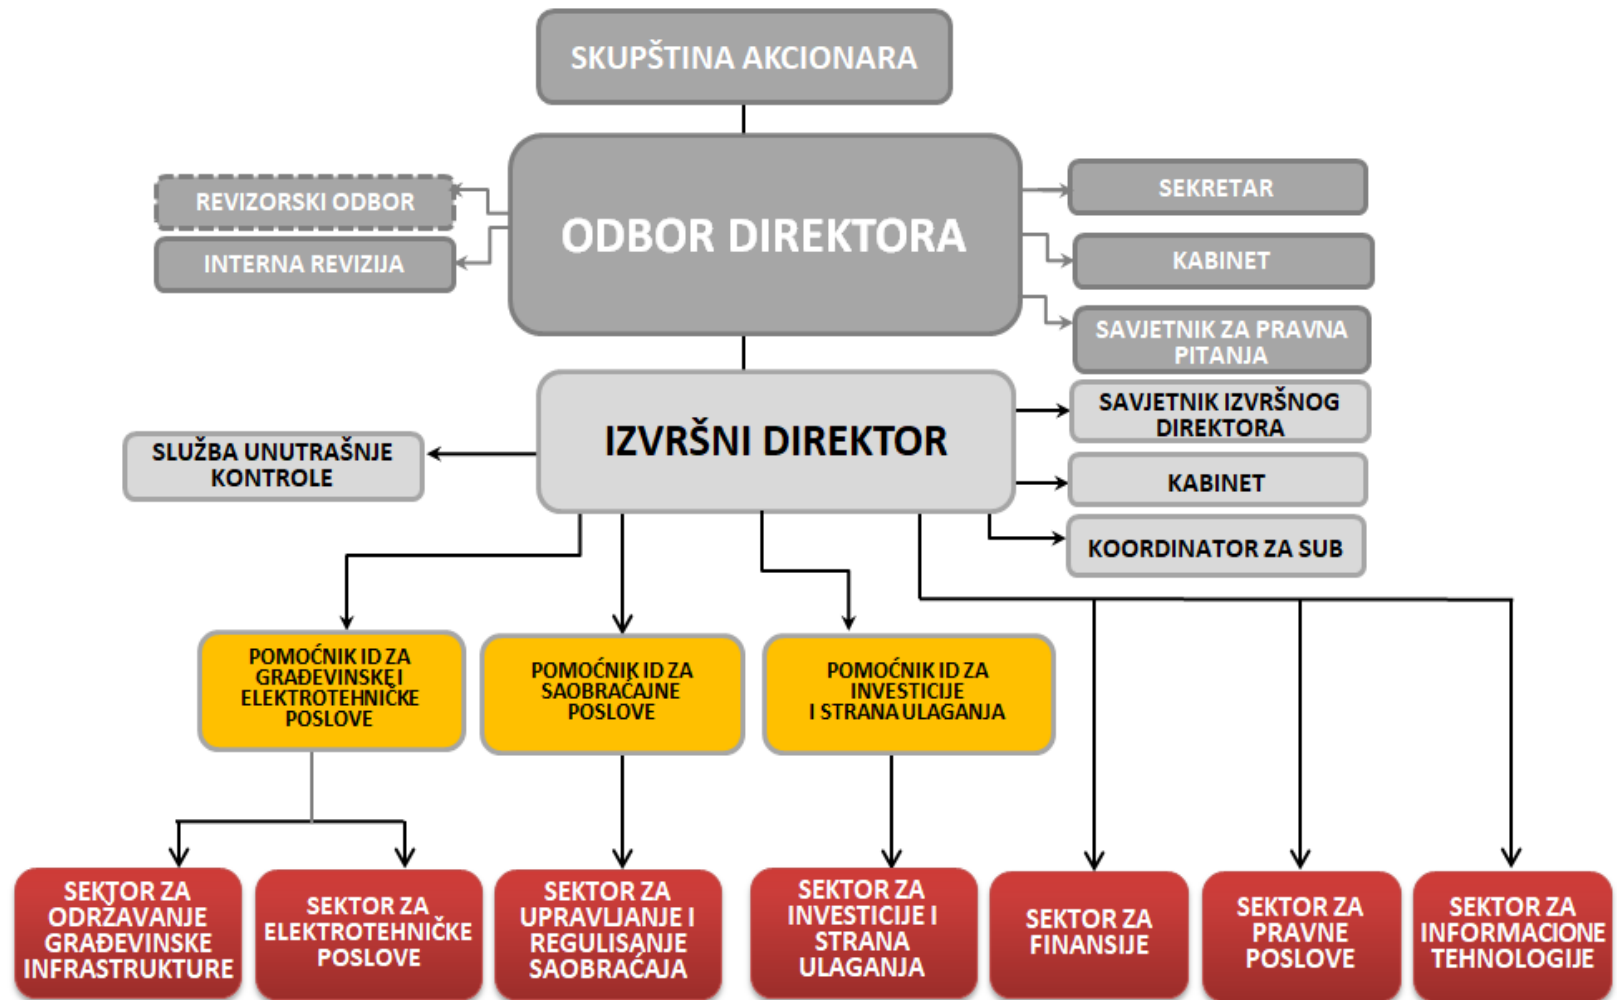 SKUPŠTINA AKCIONARA
ODBOR DIREKTORA
REVIZORSKI ODBOR
INTERNA REVIZIJA
SEKRETAR
KABINET
SAVJETNIK ZA PRAVNA
PITANJA
IZVRŠNI DIREKTOR
SLUŽBA UNUTRAŠNJE
KONTROLE
SAVJETNIK IZVRŠNOG
DIREKTORA
KABINET
KOORDINATOR ZA SUB
POMOĆNIK ID ZA
GRAĐEVINSKE I
ELEKTROTEHNIČKE
POSLOVE
POMOĆNIK ID ZA
SAOBRAĆAJNE
POSLOVE
POMOĆNIK ID ZA
INVESTICIJE
I STRANA ULAGANJA
SEKTOR ZA
ODRŽAVANJE
GRAĐEVINSKE
INFRASTRUKTURE
SEKTOR ZA
ELEKTROTEHNIČKE
POSLOVE
SEKTOR ZA
UPRAVLJANJE I
REGULISANJE
SAOBRAĆAJA
SEKTOR ZA
INVESTICIJE I
STRANA
ULAGANJA
SEKTOR ZA
FINANSIJE
SEKTOR ZA
PRAVNE
POSLOVE
SEKTOR ZA
INFORMACIONE
TEHNOLOGIJE